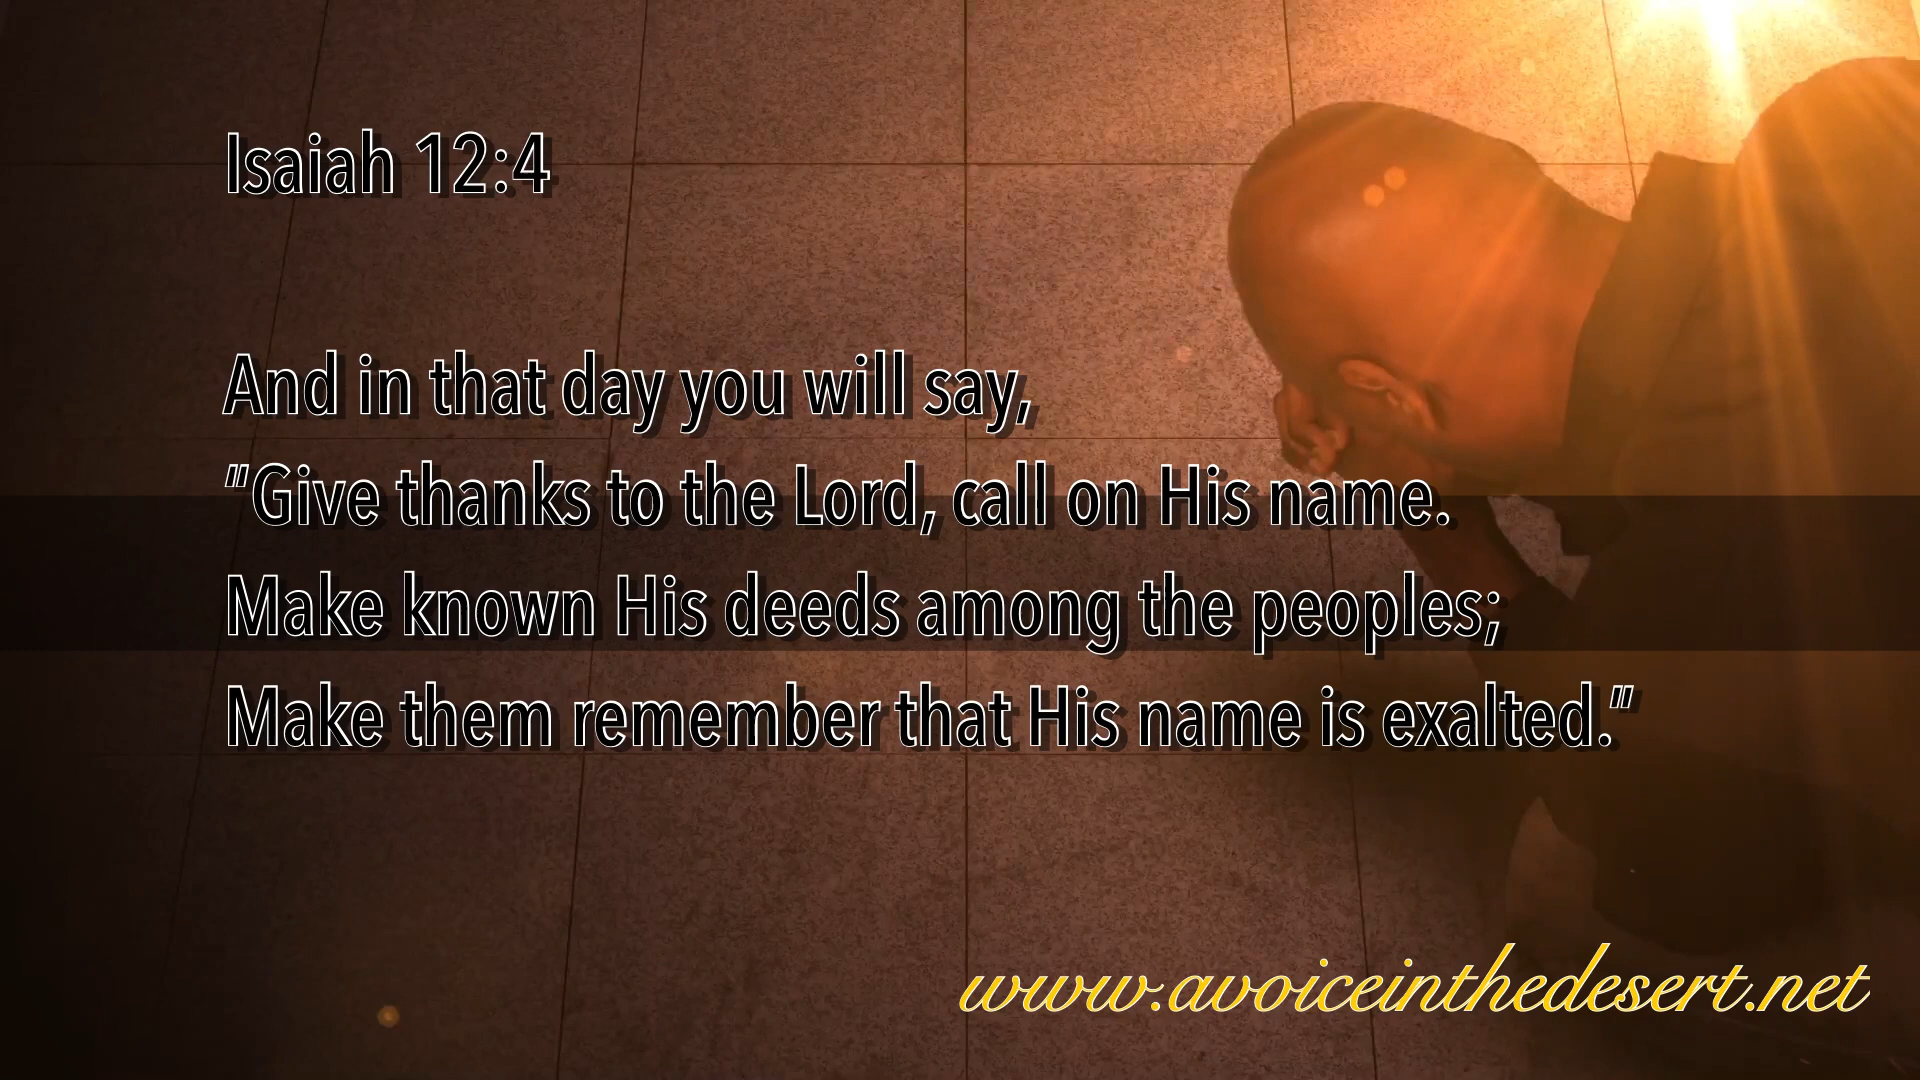 Isaiah 12:4
And in that day you will say,
"Give thanks to the Lord, call on His name.
Make known His deeds among the peoples;
Make them remember that His name is exalted."
www.avoiceinthedesert.net